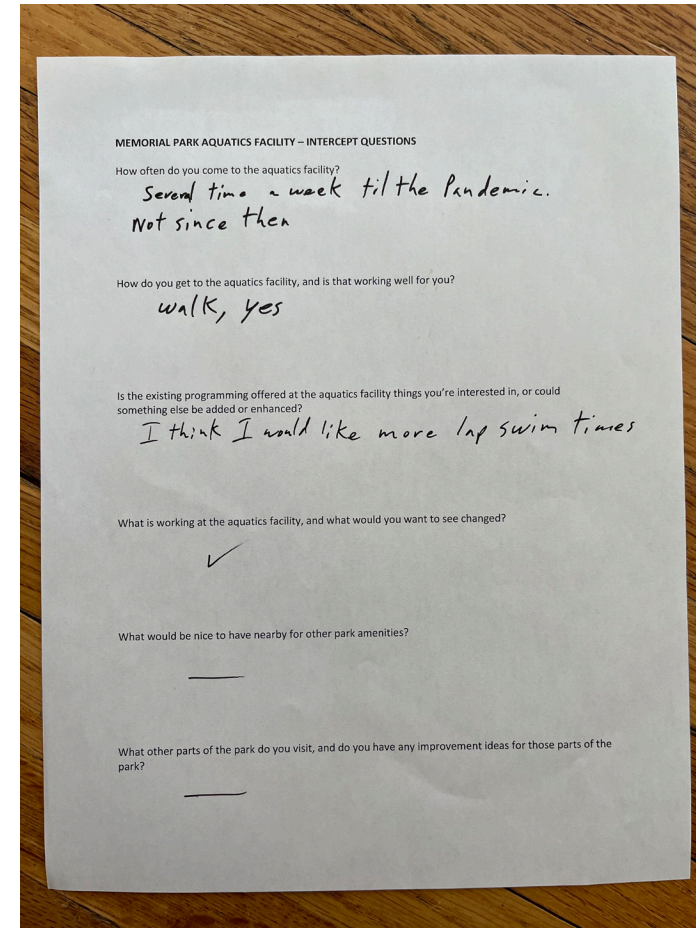 MEMORIAL PARK AQUATICS FACILITY – INTERCEPT QUESTIONS
How often do you come to the aquatics facility?
Several time a week til the Pandemic.
Not since then
How do you get to the aquatics facility, and is that working well for you?
walk, yes
Is the existing programming offered at the aquatics facility things you're interested in, or could
something else be added or enhanced?
I think I would like more lap swim times
What is working at the aquatics facility, and what would you want to see changed?
✓
What would be nice to have nearby for other park amenities?
—
What other parts of the park do you visit, and do you have any improvement ideas for those parts of the
park?
—